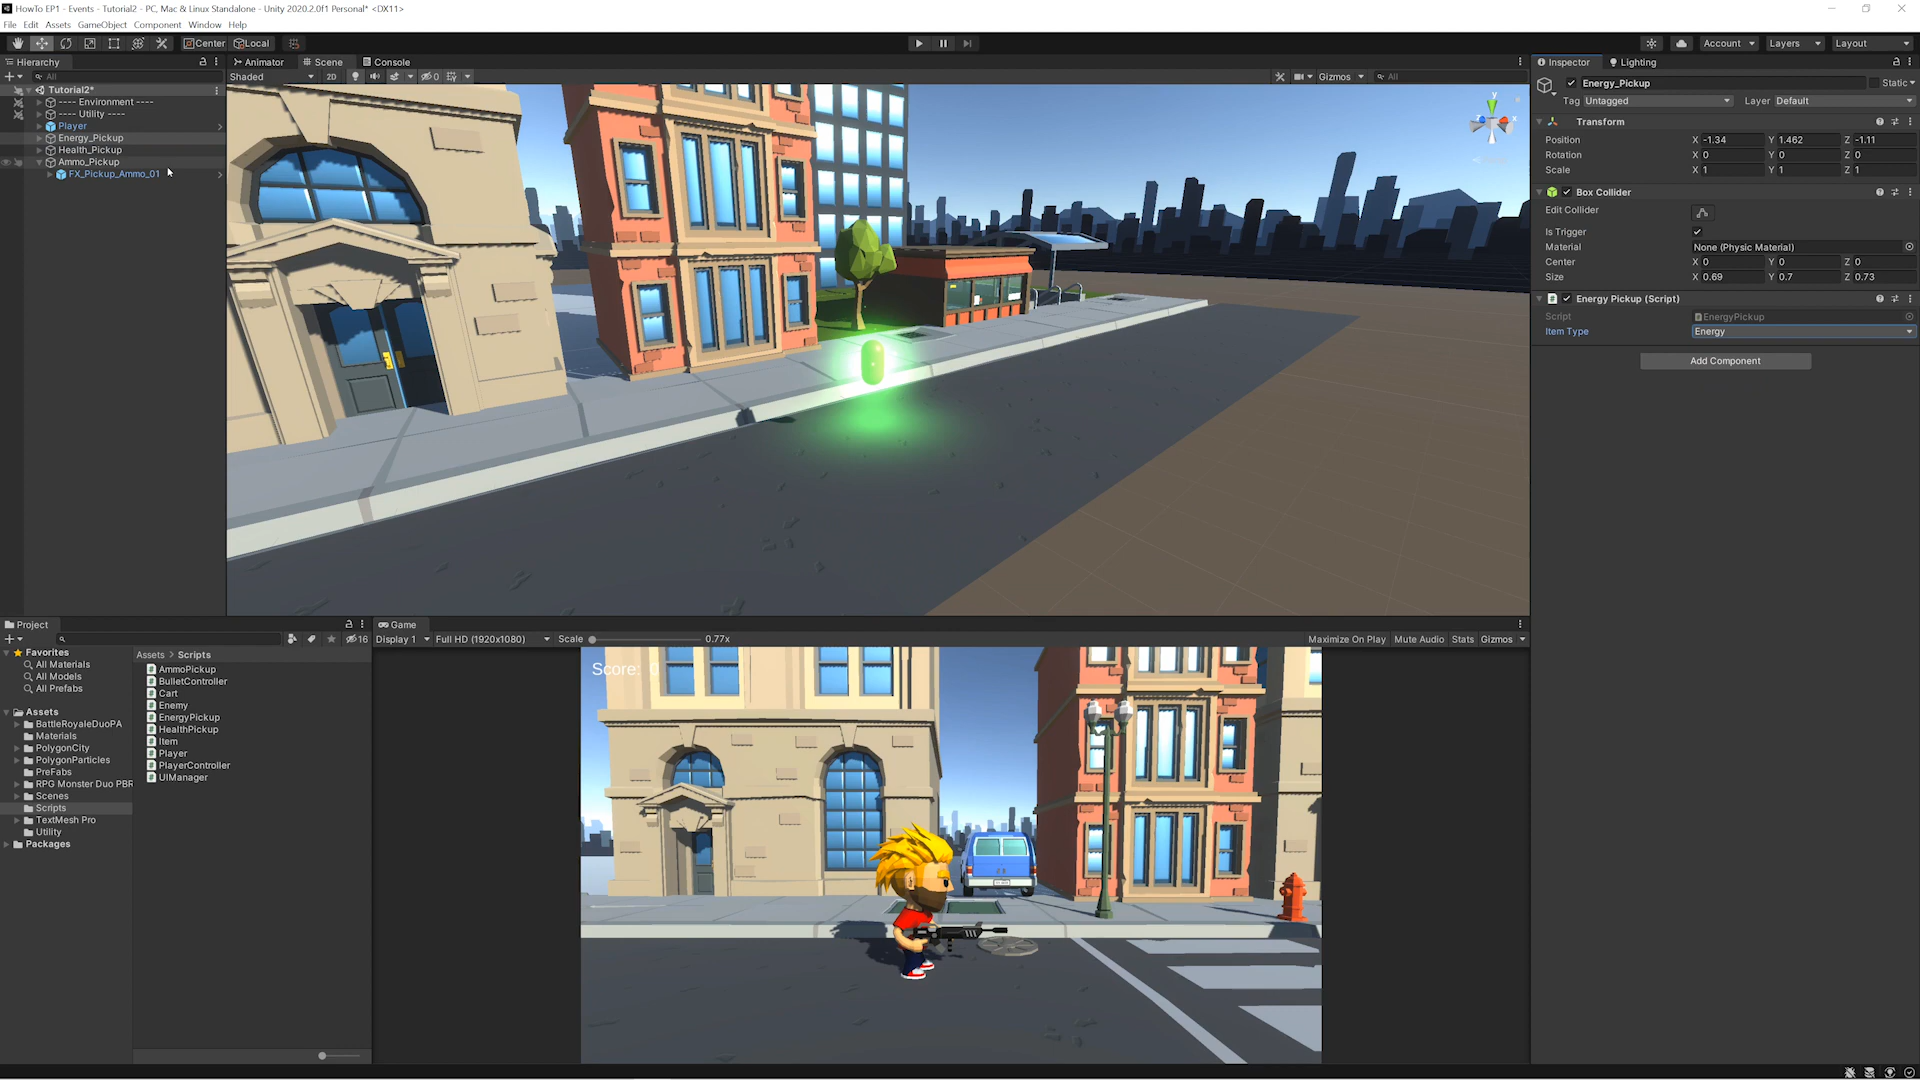 HowTo EP1 - Events - Tutorial2 - PC, Mac & Linux Standalone - Unity 2020.2.0f1 Personal* <DX11>
File Edit Assets GameObject Component Window Help
Center Local Account Layers Layout
Hierarchy
All
Tutorial2*
---- Environment ----
---- Utility ----
Player
Energy_Pickup
Health_Pickup
Ammo_Pickup
FX_Pickup_Ammo_01
Animator Scene Console
Shaded 2D 0 Gizmos All
y
x
Inspector Lighting
Energy_Pickup Static
Tag Untagged Layer Default
Transform
Position X -1.34 Y 1.462 Z -1.11
Rotation X 0 Y 0 Z 0
Scale X 1 Y 1 Z 1
Box Collider
Edit Collider
Is Trigger
Material None (Physic Material)
Center X 0 Y 0 Z 0
Size X 0.69 Y 0.7 Z 0.73
Energy Pickup (Script)
Script EnergyPickup
Item Type Energy
Add Component
Project
16
Favorites
All Materials
All Models
All Prefabs
Assets
BattleRoyaleDuoPA
Materials
PolygonCity
PolygonParticles
PreFabs
RPG Monster Duo PBR
Scenes
Scripts
TextMesh Pro
Utility
Packages
Assets > Scripts
AmmoPickup
BulletController
Cart
Enemy
EnergyPickup
HealthPickup
Item
Player
PlayerController
UIManager
Game
Display 1 Full HD (1920x1080) Scale 0.77x Maximize On Play Mute Audio Stats Gizmos
Score: 0